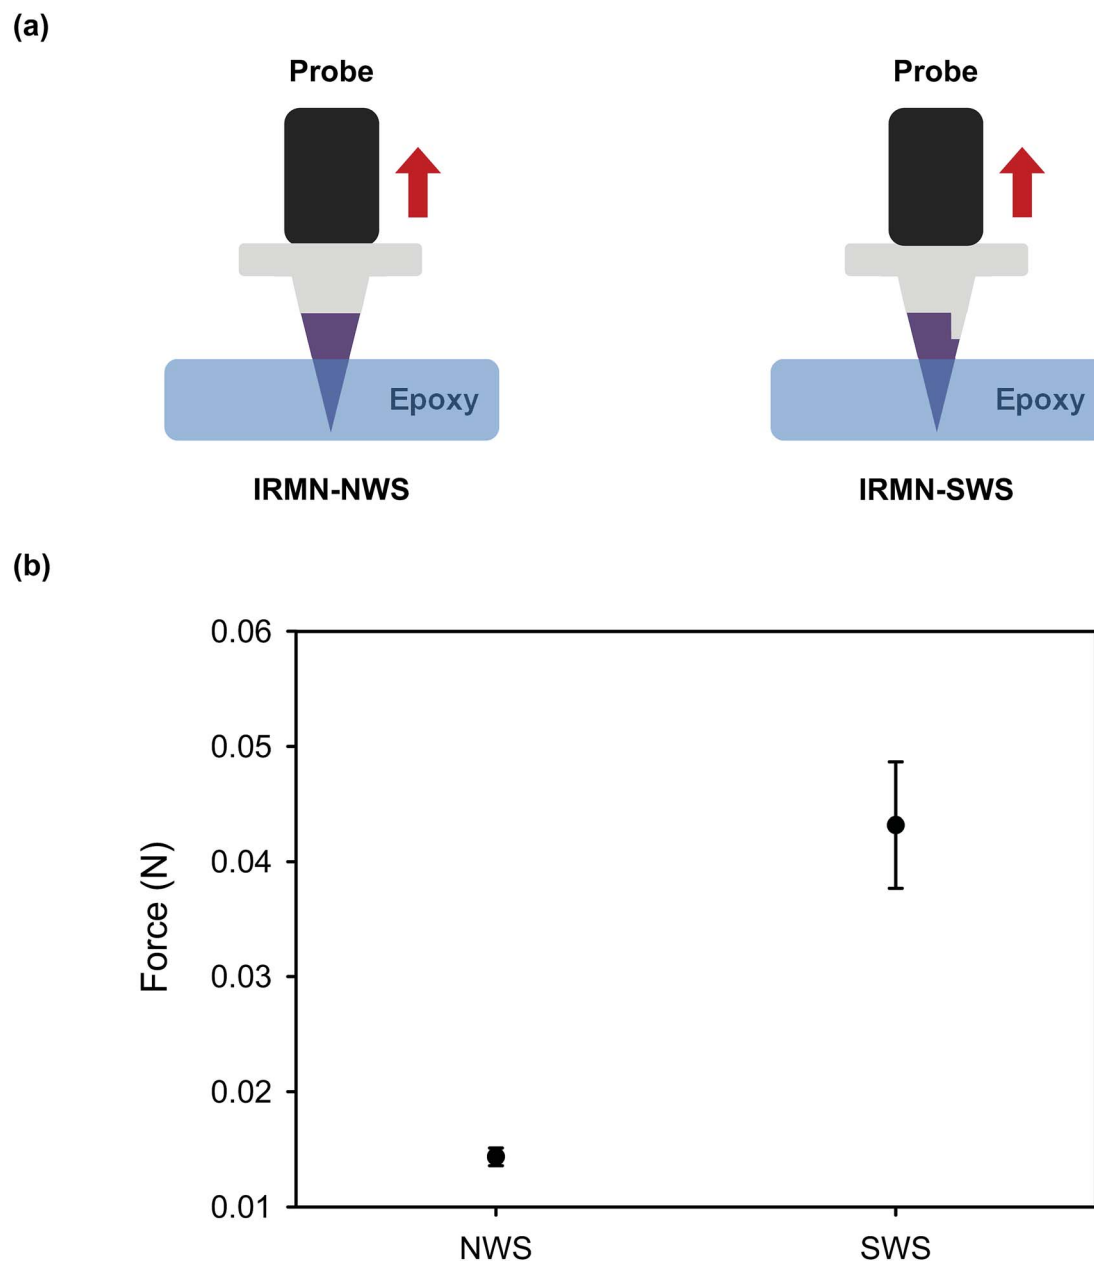 (a)
Probe
Probe
Epoxy
Epoxy
IRMN-NWS
IRMN-SWS
(b)
0.06
0.05
0.04
0.03
0.02
0.01
Force (N)
NWS
SWS